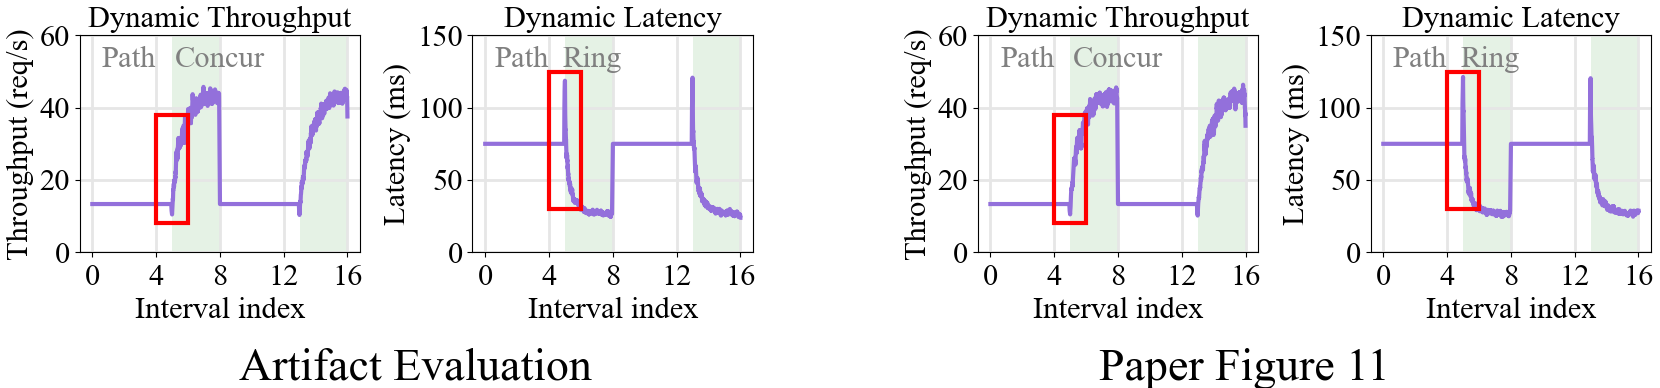 Dynamic Throughput
Throughput (req/s)
60
40
20
0
Path Concur
0 4 8 12 16
Interval index
Dynamic Latency
Latency (ms)
150
100
50
0
Path Ring
0 4 8 12 16
Interval index
Artifact Evaluation
Dynamic Throughput
Throughput (req/s)
60
40
20
0
Path Concur
0 4 8 12 16
Interval index
Dynamic Latency
Latency (ms)
150
100
50
0
Path Ring
0 4 8 12 16
Interval index
Paper Figure 11